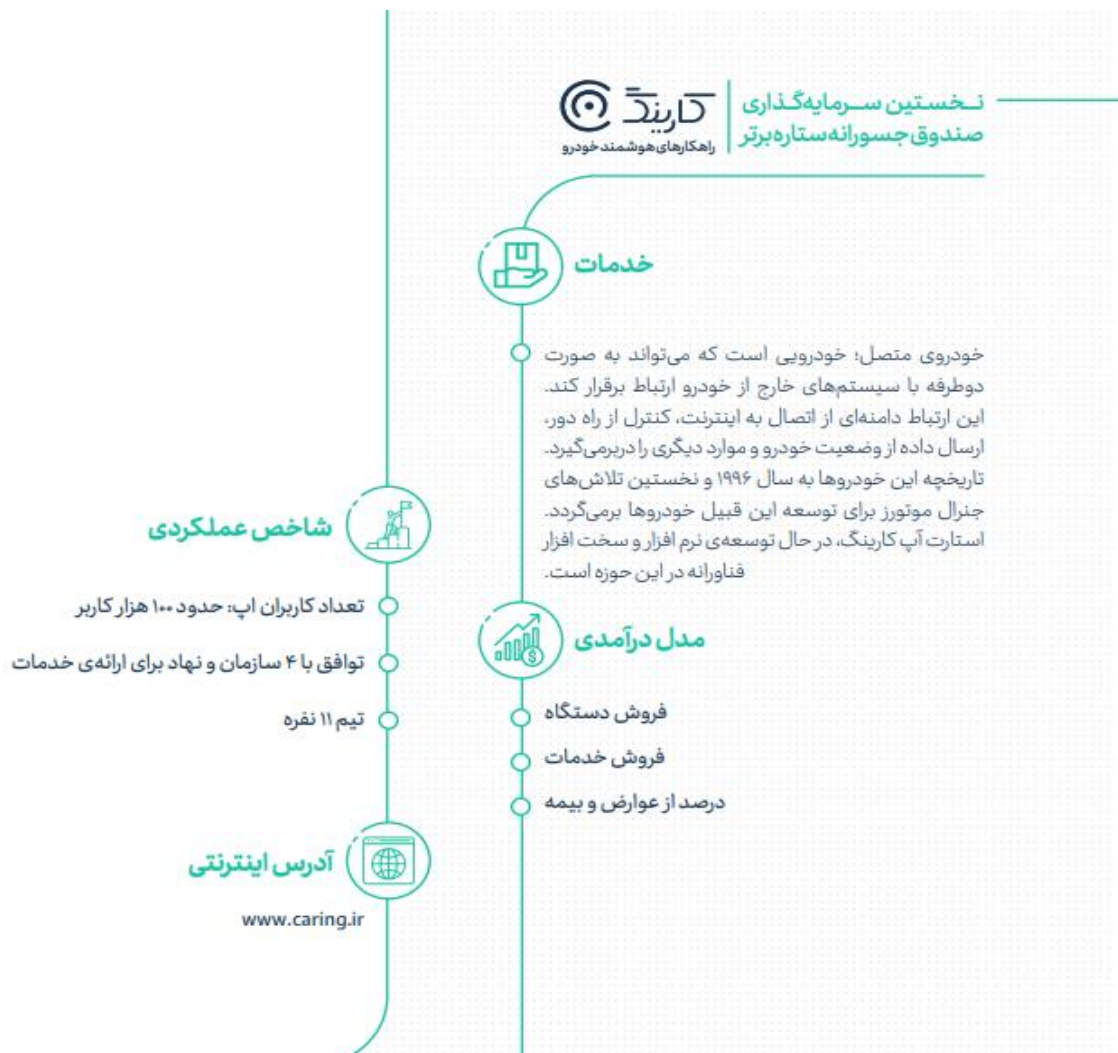 نخستین سرمایه‌گذاری
صندوق جسورانه ستاره برتر
کارینگ
راهکارهای هوشمند خودرو
خدمات
خودروی متصل؛ خودرویی است که می‌تواند به صورت
دوطرفه با سیستم‌های خارج از خودرو ارتباط برقرار کند.
این ارتباط دامنه‌ای از اتصال به اینترنت، کنترل از راه دور،
ارسال داده از وضعیت خودرو و موارد دیگری را دربرمی‌گیرد.
تاریخچه این خودروها به سال ۱۹۹۶ و نخستین تلاش‌های
جنرال موتورز برای توسعه این قبیل خودروها برمی‌گردد.
استارت آپ کارینگ، در حال توسعه‌ی نرم افزار و سخت افزار
فناورانه در این حوزه است.
مدل درآمدی
فروش دستگاه
فروش خدمات
درصد از عوارض و بیمه
شاخص عملکردی
تعداد کاربران اپ: حدود ۱۰۰ هزار کاربر
توافق با ۴ سازمان و نهاد برای ارائه‌ی خدمات
تیم ۱۱ نفره
آدرس اینترنتی
www.caring.ir